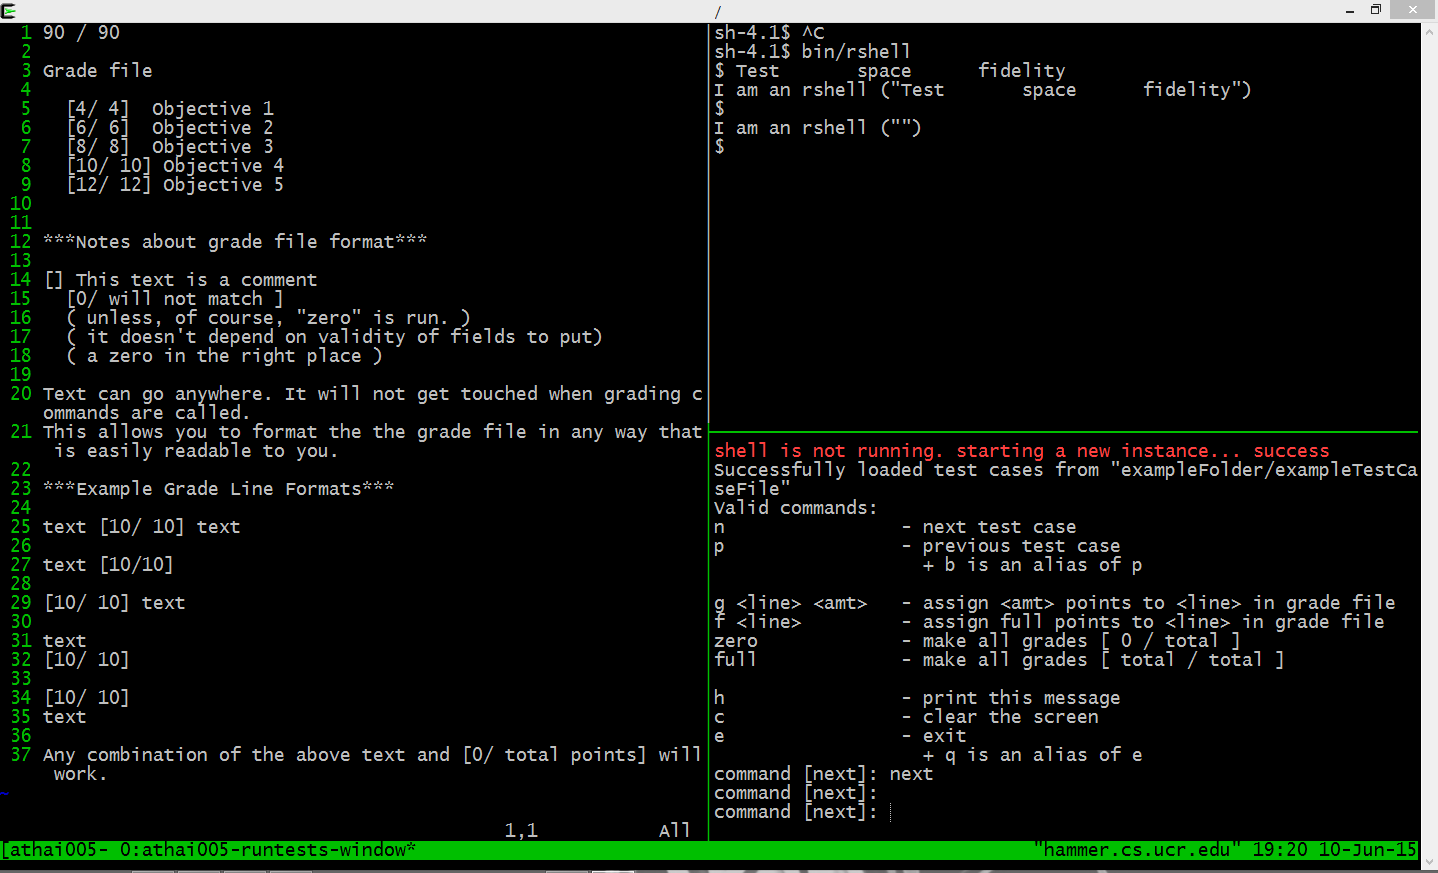 /
1 90 / 90
2
3 Grade file
4
5   [4/ 4]  Objective 1
6   [6/ 6]  Objective 2
7   [8/ 8]  Objective 3
8   [10/ 10] Objective 4
9   [12/ 12] Objective 5
10
11
12 ***Notes about grade file format***
13
14 [] This text is a comment
15   [0/ will not match ]
16   ( unless, of course, "zero" is run. )
17   ( it doesn't depend on validity of fields to put)
18   ( a zero in the right place )
19
20 Text can go anywhere. It will not get touched when grading c
ommands are called.
21 This allows you to format the the grade file in any way that
 is easily readable to you.
22
23 ***Example Grade Line Formats***
24
25 text [10/ 10] text
26
27 text [10/10]
28
29 [10/ 10] text
30
31 text
32 [10/ 10]
33
34 [10/ 10]
35 text
36
37 Any combination of the above text and [0/ total points] will
 work.
~
1,1           All
sh-4.1$ ^C
sh-4.1$ bin/rshell
$ Test       space      fidelity
I am an rshell ("Test       space      fidelity")
$
I am an rshell ("")
$
shell is not running. starting a new instance... success
Successfully loaded test cases from "exampleFolder/exampleTestCa
seFile"
Valid commands:
n                - next test case
p                - previous test case
                   + b is an alias of p
g <line> <amt>   - assign <amt> points to <line> in grade file
f <line>         - assign full points to <line> in grade file
zero             - make all grades [ 0 / total ]
full             - make all grades [ total / total ]
h                - print this message
c                - clear the screen
e                - exit
                   + q is an alias of e
command [next]: next
command [next]:
command [next]:
[athai005- 0:athai005-runtests-window* "hammer.cs.ucr.edu" 19:20 10-Jun-15